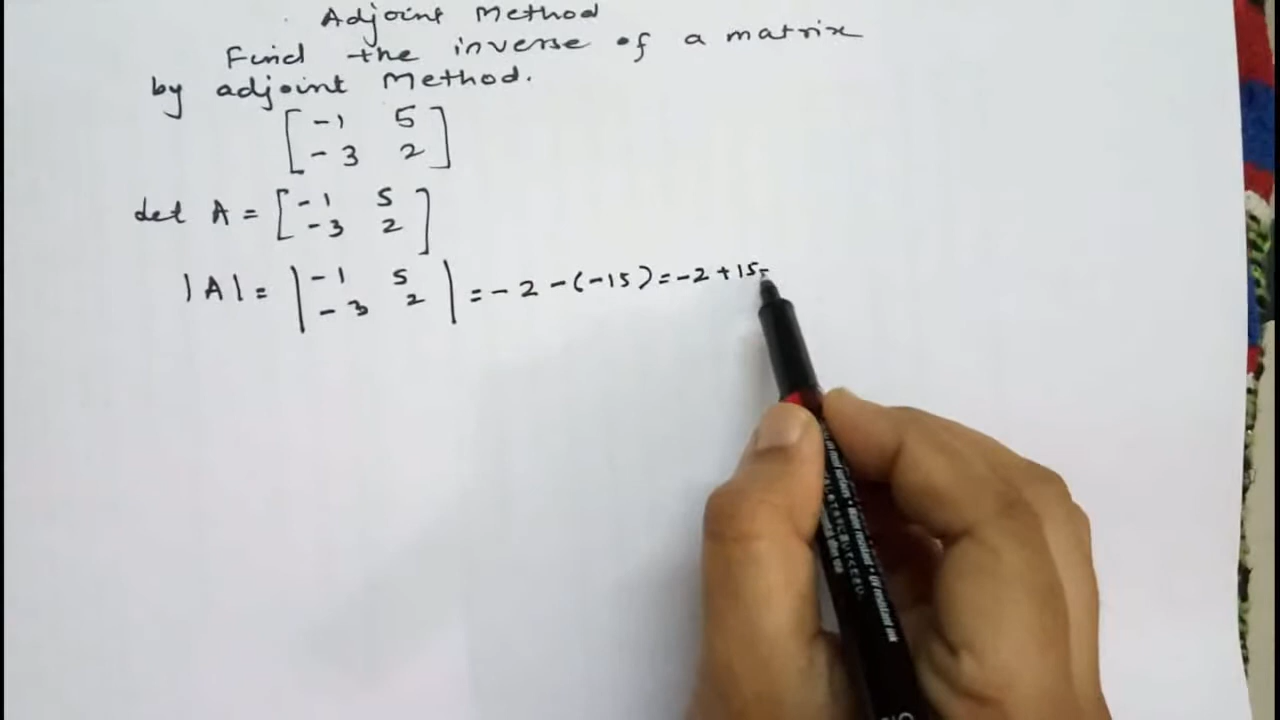 Adjoint Method
Find the inverse of a matrix
by adjoint Method.
[-1 5
-3 2]
det A = [-1 5
-3 2]
|A| = |-1 5
-3 2| = -2 -(-15) = -2 + 15 =